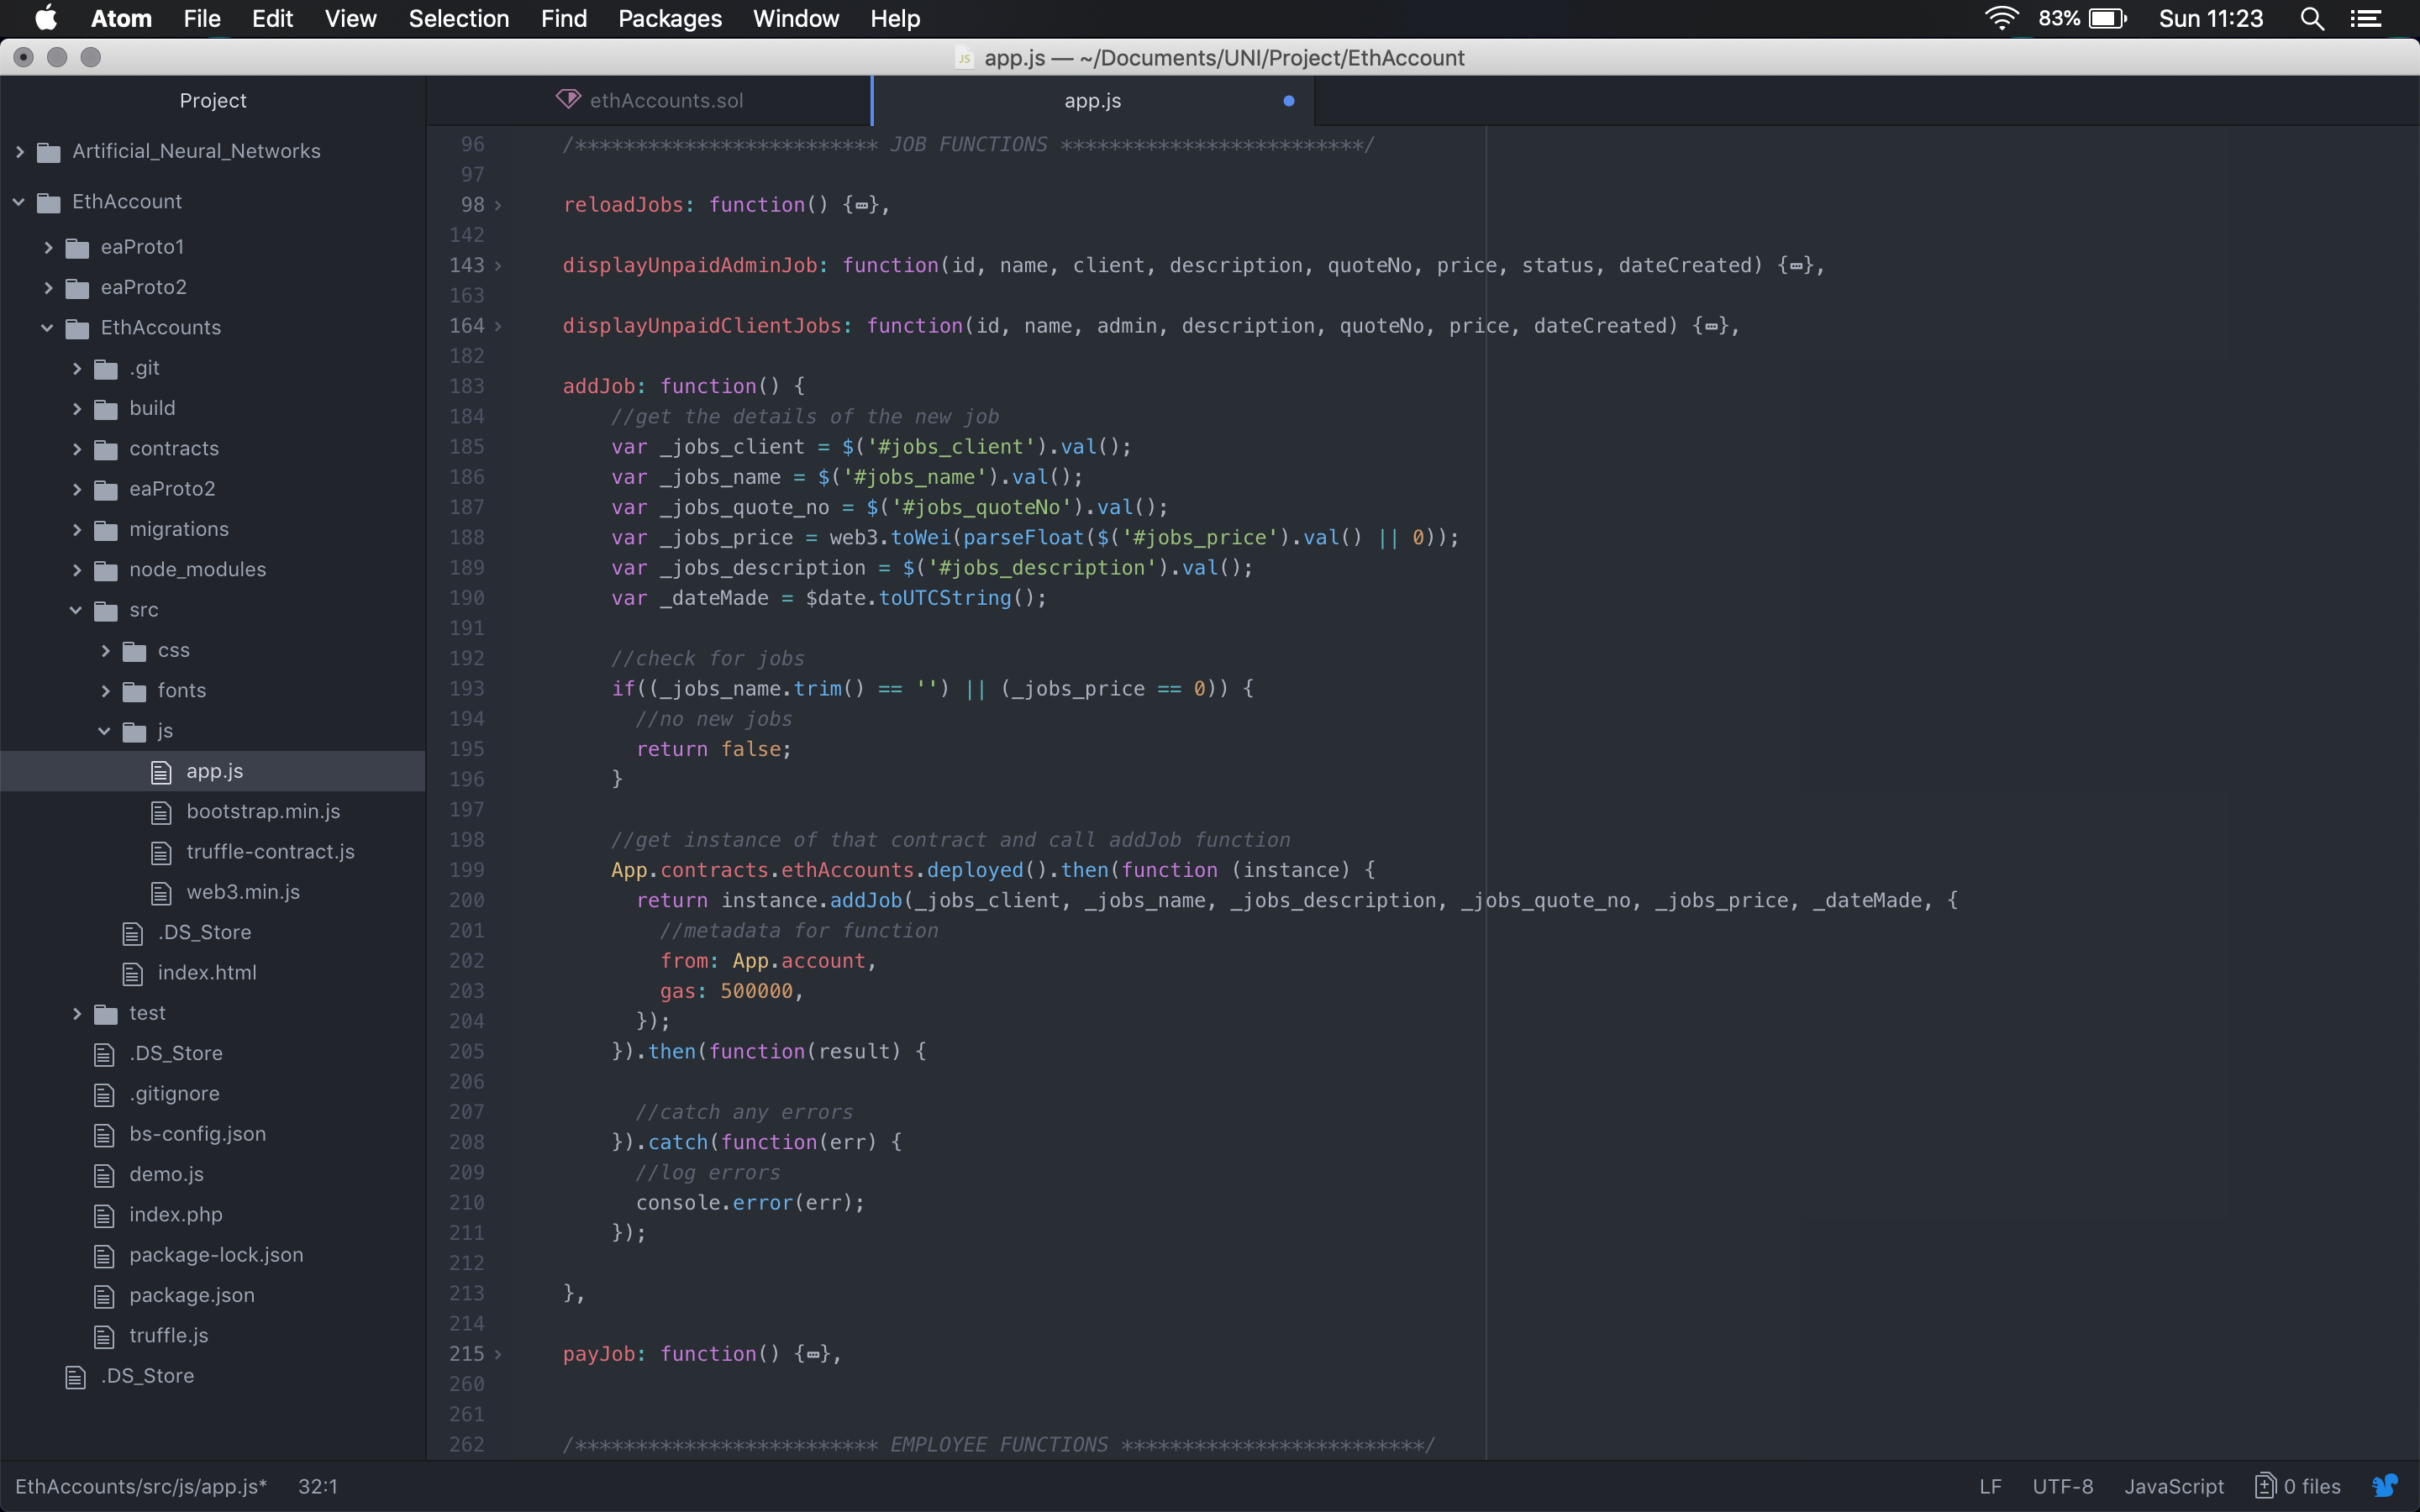 Atom File Edit View Selection Find Packages Window Help 83% Sun 11:23
app.js — ~/Documents/UNI/Project/EthAccount
Project
Artificial_Neural_Networks
EthAccount
eaProto1
eaProto2
EthAccounts
.git
build
contracts
eaProto2
migrations
node_modules
src
css
fonts
js
app.js
bootstrap.min.js
truffle-contract.js
web3.min.js
.DS_Store
index.html
test
.DS_Store
.gitignore
bs-config.json
demo.js
index.php
package-lock.json
package.json
truffle.js
.DS_Store
ethAccounts.sol app.js
96 /************************* JOB FUNCTIONS *************************/
97
98 reloadJobs: function() {…},
142
143 displayUnpaidAdminJob: function(id, name, client, description, quoteNo, price, status, dateCreated) {…},
163
164 displayUnpaidClientJobs: function(id, name, admin, description, quoteNo, price, dateCreated) {…},
182
183 addJob: function() {
184 //get the details of the new job
185 var _jobs_client = $('#jobs_client').val();
186 var _jobs_name = $('#jobs_name').val();
187 var _jobs_quote_no = $('#jobs_quoteNo').val();
188 var _jobs_price = web3.toWei(parseFloat($('#jobs_price').val() || 0));
189 var _jobs_description = $('#jobs_description').val();
190 var _dateMade = $date.toUTCString();
191
192 //check for jobs
193 if((_jobs_name.trim() == '') || (_jobs_price == 0)) {
194 //no new jobs
195 return false;
196 }
197
198 //get instance of that contract and call addJob function
199 App.contracts.ethAccounts.deployed().then(function (instance) {
200 return instance.addJob(_jobs_client, _jobs_name, _jobs_description, _jobs_quote_no, _jobs_price, _dateMade, {
201 //metadata for function
202 from: App.account,
203 gas: 500000,
204 });
205 }).then(function(result) {
206
207 //catch any errors
208 }).catch(function(err) {
209 //log errors
210 console.error(err);
211 });
212
213 },
214
215 payJob: function() {…},
260
261
262 /************************* EMPLOYEE FUNCTIONS *************************/
EthAccounts/src/js/app.js* 32:1 LF UTF-8 JavaScript 0 files